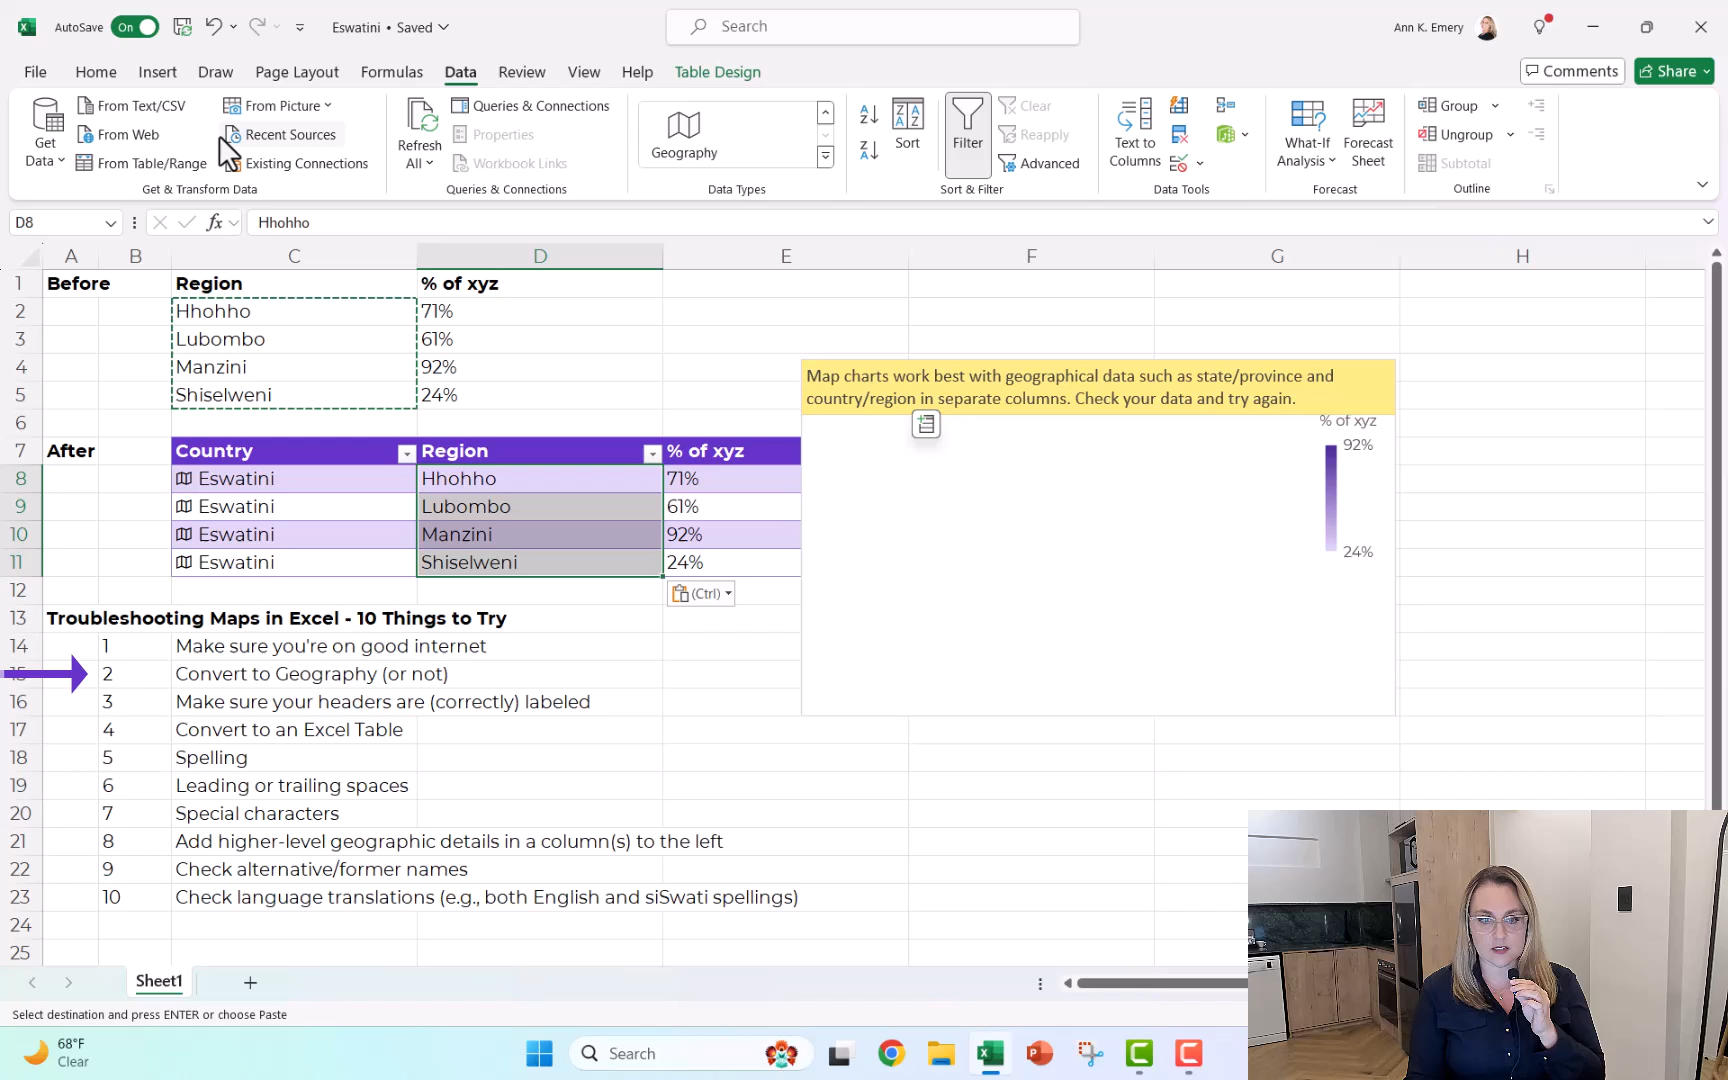 AutoSave On Eswatini • Saved Search Ann K. Emery
File Home Insert Draw Page Layout Formulas Data Review View Help Table Design Comments Share
Get Data From Text/CSV From Web From Table/Range From Picture Recent Sources Existing Connections
Get & Transform Data
Refresh All Queries & Connections Properties Workbook Links
Queries & Connections
Geography
Data Types
Sort Filter Clear Reapply Advanced
Sort & Filter
Text to Columns
Data Tools
What-If Analysis Forecast Sheet
Forecast
Group Ungroup Subtotal
Outline
D8 fx Hhohho
A B C D E F G H
1 Before Region % of xyz
2 Hhohho 71%
3 Lubombo 61%
4 Manzini 92%
5 Shiselweni 24%
6
7 After Country Region % of xyz
8 Eswatini Hhohho 71%
9 Eswatini Lubombo 61%
10 Eswatini Manzini 92%
11 Eswatini Shiselweni 24%
12 (Ctrl)
Map charts work best with geographical data such as state/province and
country/region in separate columns. Check your data and try again.
% of xyz
92%
24%
13 Troubleshooting Maps in Excel - 10 Things to Try
14 1 Make sure you're on good internet
15 2 Convert to Geography (or not)
16 3 Make sure your headers are (correctly) labeled
17 4 Convert to an Excel Table
18 5 Spelling
19 6 Leading or trailing spaces
20 7 Special characters
21 8 Add higher-level geographic details in a column(s) to the left
22 9 Check alternative/former names
23 10 Check language translations (e.g., both English and siSwati spellings)
24
25
Sheet1
Select destination and press ENTER or choose Paste
68°F
Clear
Search